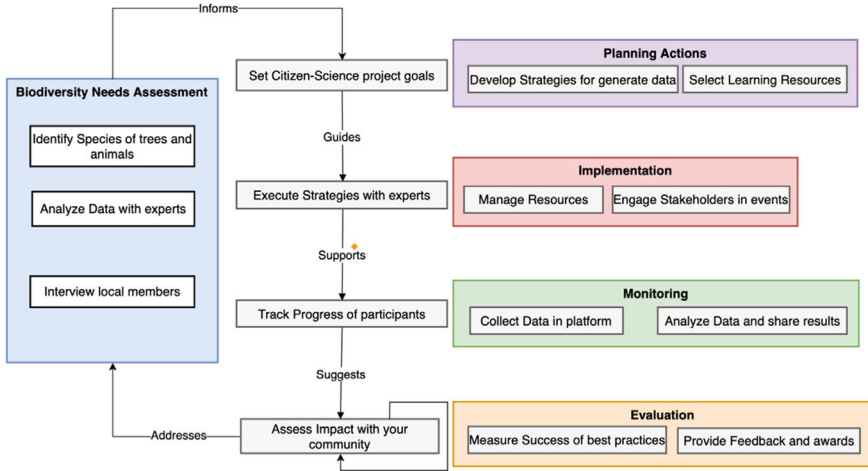 Informs
Biodiversity Needs Assessment
Identify Species of trees and
animals
Analyze Data with experts
Interview local members
Set Citizen-Science project goals
Guides
Execute Strategies with experts
Supports
Track Progress of participants
Suggests
Assess Impact with your
community
Addresses
Planning Actions
Develop Strategies for generate data
Select Learning Resources
Implementation
Manage Resources
Engage Stakeholders in events
Monitoring
Collect Data in platform
Analyze Data and share results
Evaluation
Measure Success of best practices
Provide Feedback and awards